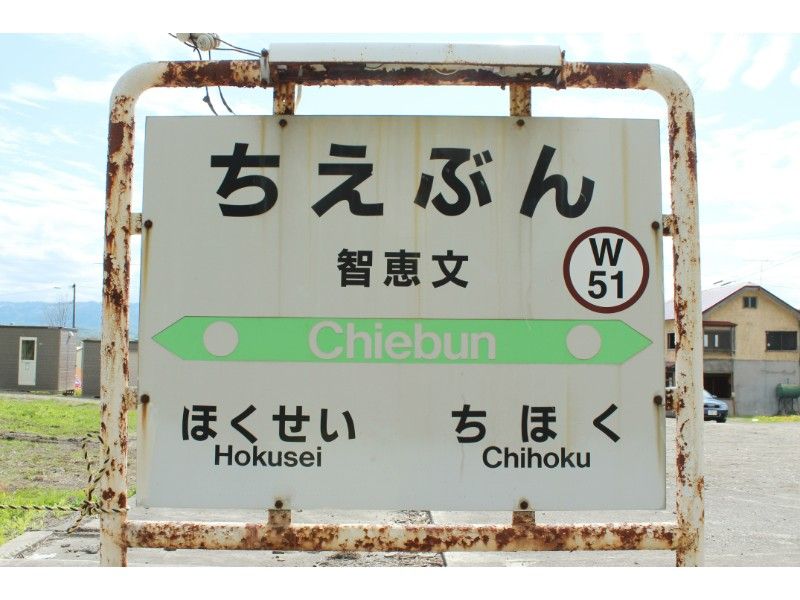 ちえぶん
智恵文
W
51
Chiebun
ほくせい
Hokusei
ちほく
Chihoku